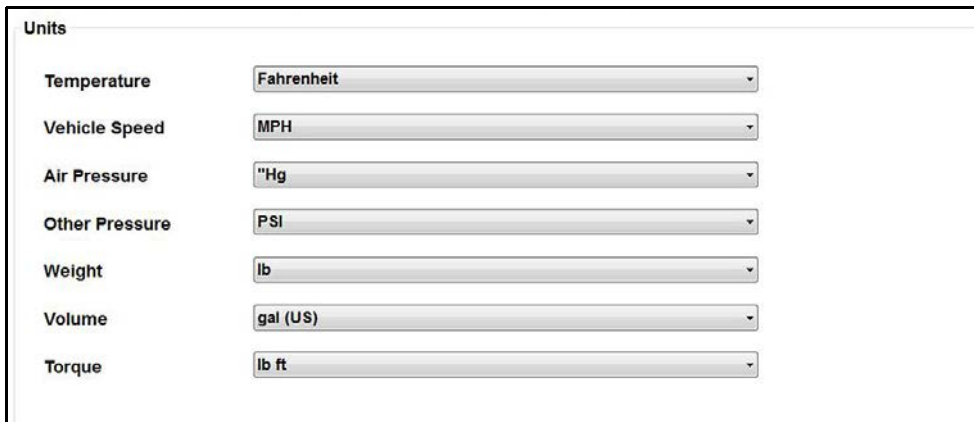 Units
Temperature Fahrenheit
Vehicle Speed MPH
Air Pressure "Hg
Other Pressure PSI
Weight lb
Volume gal (US)
Torque lb ft